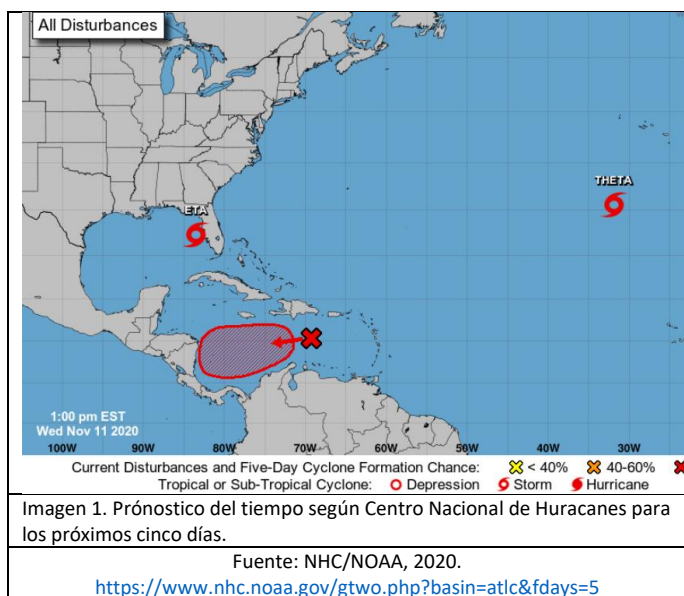 All Disturbances
THETA
ETA
1:00 pm EST
Wed Nov 11 2020
100W 90W 80W 70W 60W 50W 40W 30W
Current Disturbances and Five-Day Cyclone Formation Chance: < 40% 40-60%
Tropical or Sub-Tropical Cyclone: Depression Storm Hurricane
Imagen 1. Prónostico del tiempo según Centro Nacional de Huracanes para
los próximos cinco días.
Fuente: NHC/NOAA, 2020.
https://www.nhc.noaa.gov/gtwo.php?basin=atlc&fdays=5